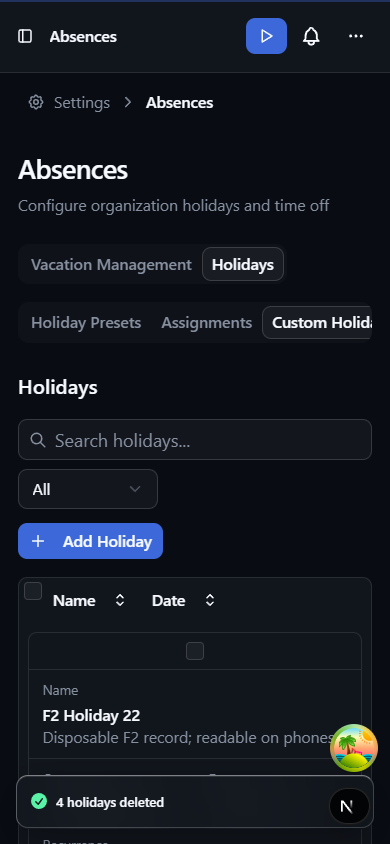 Absences
Settings > Absences
Absences
Configure organization holidays and time off
Vacation Management Holidays
Holiday Presets Assignments Custom Holida
Holidays
Search holidays...
All
+ Add Holiday
Name Date
Name
F2 Holiday 22
Disposable F2 record; readable on phones
4 holidays deleted
N